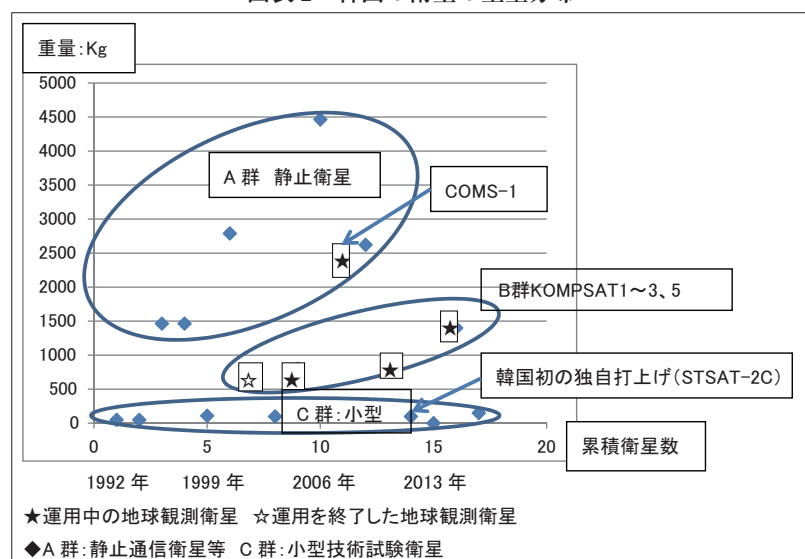 重量:Kg
5000
4500
4000
3500
3000
2500
2000
1500
1000
500
0
A 群 静止衛星
COMS-1
B群KOMPSAT1～3、5
韓国初の独自打上げ(STSAT-2C)
C 群:小型
0 5 10 15 20
累積衛星数
1992 年 1999 年 2006 年 2013 年
★運用中の地球観測衛星 ☆運用を終了した地球観測衛星
◆A 群:静止通信衛星等 C 群:小型技術試験衛星